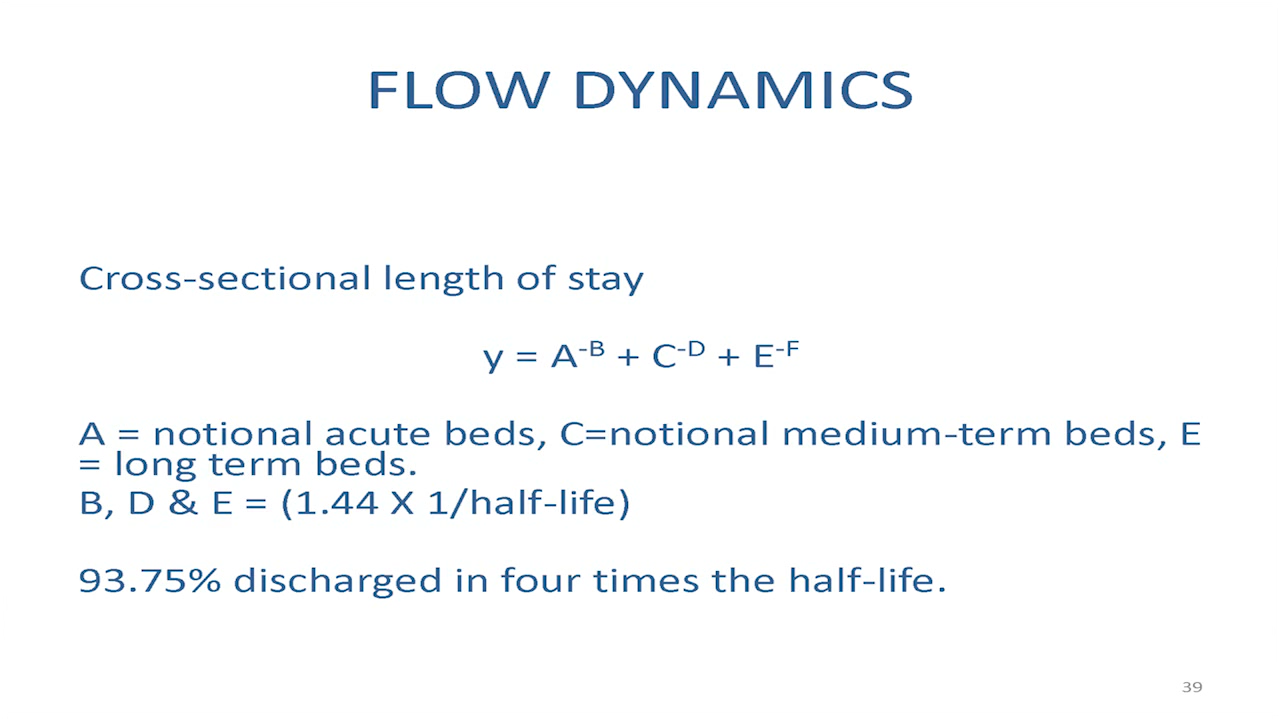 FLOW DYNAMICS
Cross-sectional length of stay
y = A⁻ᴮ + C⁻ᴰ + E⁻ꟳ
A = notional acute beds, C=notional medium-term beds, E
= long term beds.
B, D & E = (1.44 X 1/half-life)
93.75% discharged in four times the half-life.
39